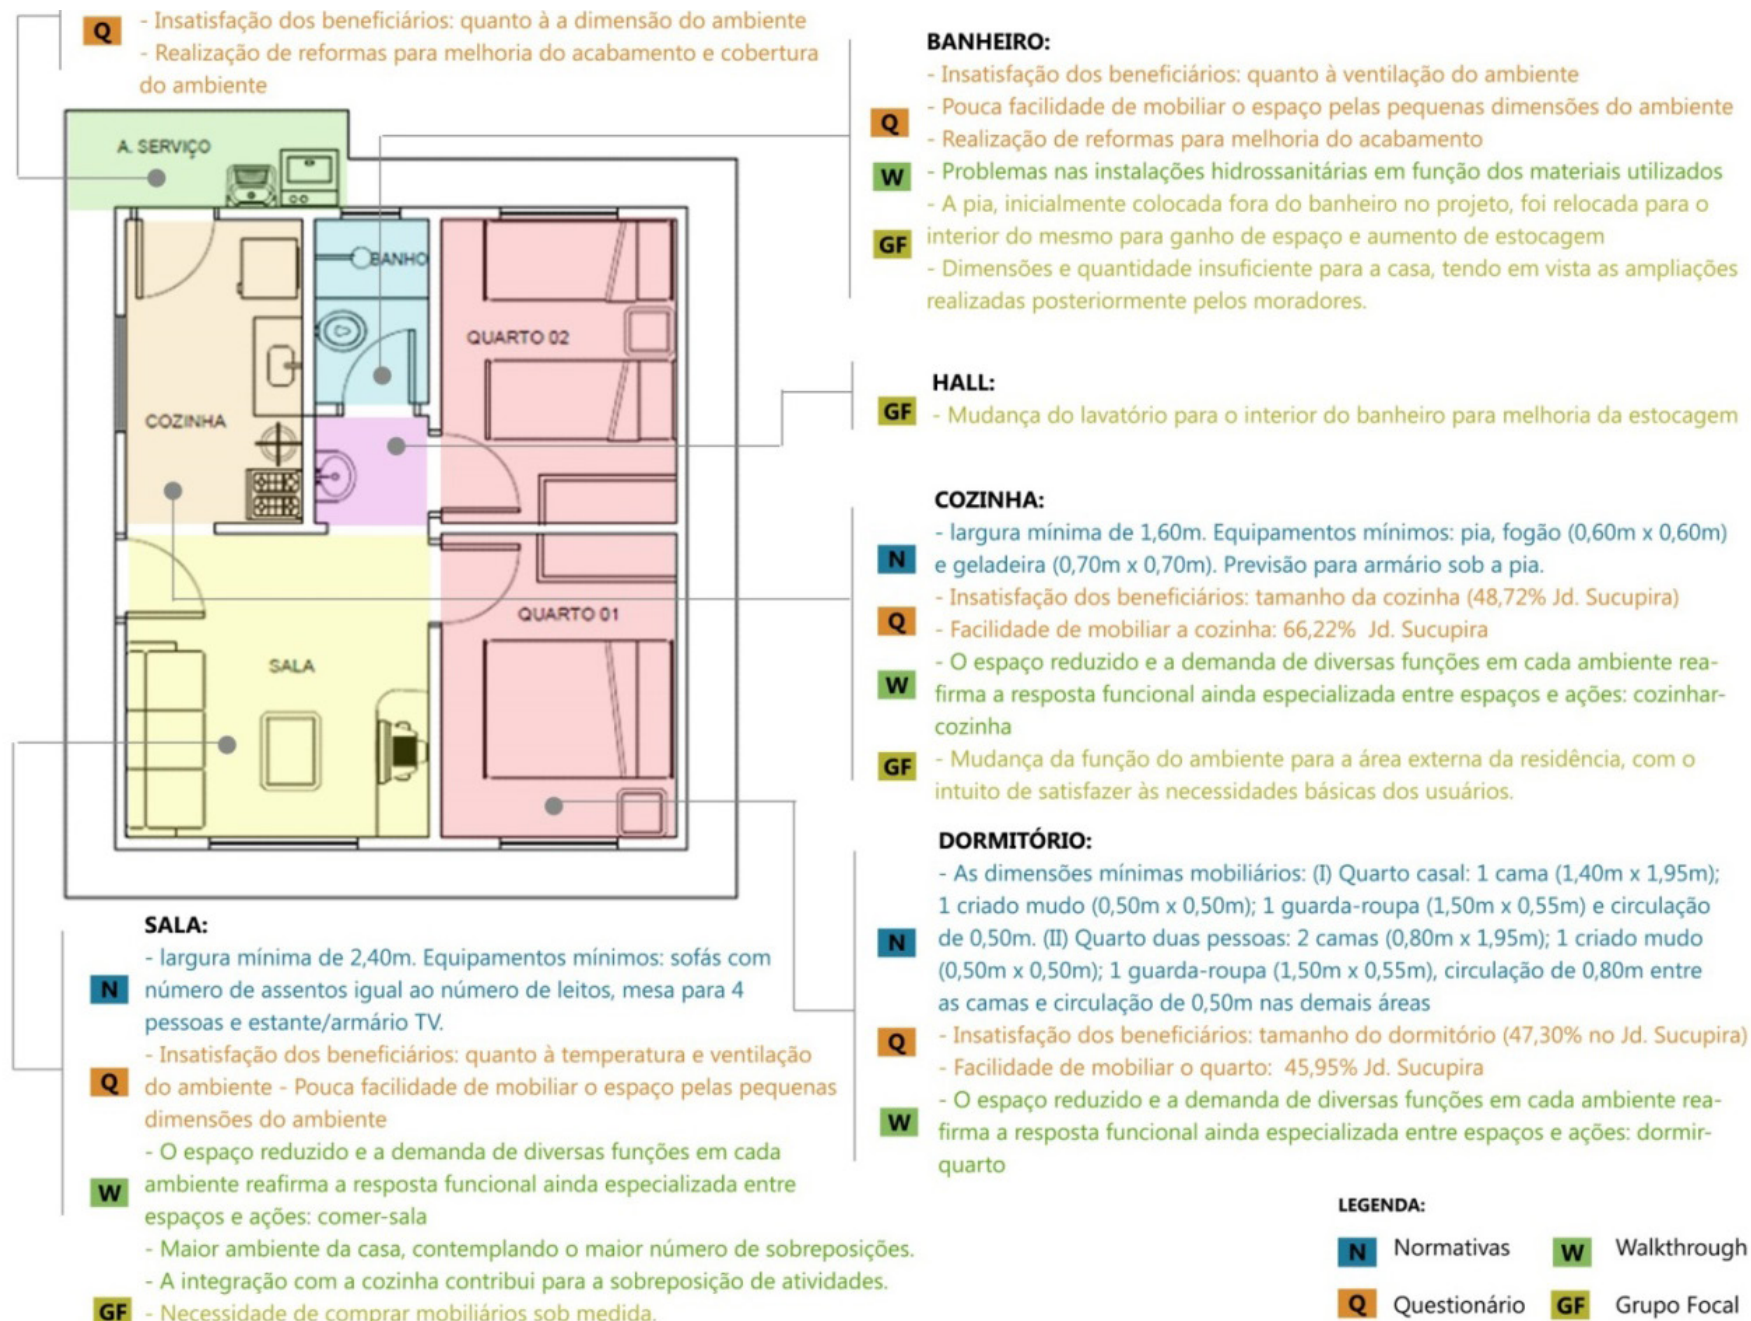 Q
- Insatisfação dos beneficiários: quanto à a dimensão do ambiente
- Realização de reformas para melhoria do acabamento e cobertura
do ambiente
A. SERVIÇO
BANHO
QUARTO 02
COZINHA
QUARTO 01
SALA
BANHEIRO:
- Insatisfação dos beneficiários: quanto à ventilação do ambiente
- Pouca facilidade de mobiliar o espaço pelas pequenas dimensões do ambiente
Q
- Realização de reformas para melhoria do acabamento
W
- Problemas nas instalações hidrossanitárias em função dos materiais utilizados
- A pia, inicialmente colocada fora do banheiro no projeto, foi relocada para o
GF
interior do mesmo para ganho de espaço e aumento de estocagem
- Dimensões e quantidade insuficiente para a casa, tendo em vista as ampliações
realizadas posteriormente pelos moradores.
HALL:
GF
- Mudança do lavatório para o interior do banheiro para melhoria da estocagem
COZINHA:
- largura mínima de 1,60m. Equipamentos mínimos: pia, fogão (0,60m x 0,60m)
N
e geladeira (0,70m x 0,70m). Previsão para armário sob a pia.
- Insatisfação dos beneficiários: tamanho da cozinha (48,72% Jd. Sucupira)
Q
- Facilidade de mobiliar a cozinha: 66,22% Jd. Sucupira
- O espaço reduzido e a demanda de diversas funções em cada ambiente rea-
W
firma a resposta funcional ainda especializada entre espaços e ações: cozinhar-
cozinha
GF
- Mudança da função do ambiente para a área externa da residência, com o
intuito de satisfazer às necessidades básicas dos usuários.
DORMITÓRIO:
- As dimensões mínimas mobiliários: (I) Quarto casal: 1 cama (1,40m x 1,95m);
1 criado mudo (0,50m x 0,50m); 1 guarda-roupa (1,50m x 0,55m) e circulação
N
de 0,50m. (II) Quarto duas pessoas: 2 camas (0,80m x 1,95m); 1 criado mudo
(0,50m x 0,50m); 1 guarda-roupa (1,50m x 0,55m), circulação de 0,80m entre
as camas e circulação de 0,50m nas demais áreas
Q
- Insatisfação dos beneficiários: tamanho do dormitório (47,30% no Jd. Sucupira)
- Facilidade de mobiliar o quarto: 45,95% Jd. Sucupira
- O espaço reduzido e a demanda de diversas funções em cada ambiente rea-
W
firma a resposta funcional ainda especializada entre espaços e ações: dormir-
quarto
SALA:
- largura mínima de 2,40m. Equipamentos mínimos: sofás com
N
número de assentos igual ao número de leitos, mesa para 4
pessoas e estante/armário TV.
- Insatisfação dos beneficiários: quanto à temperatura e ventilação
Q
do ambiente - Pouca facilidade de mobiliar o espaço pelas pequenas
dimensões do ambiente
- O espaço reduzido e a demanda de diversas funções em cada
W
ambiente reafirma a resposta funcional ainda especializada entre
espaços e ações: comer-sala
- Maior ambiente da casa, contemplando o maior número de sobreposições.
- A integração com a cozinha contribui para a sobreposição de atividades.
GF
- Necessidade de comprar mobiliários sob medida.
LEGENDA:
N Normativas
W Walkthrough
Q Questionário
GF Grupo Focal